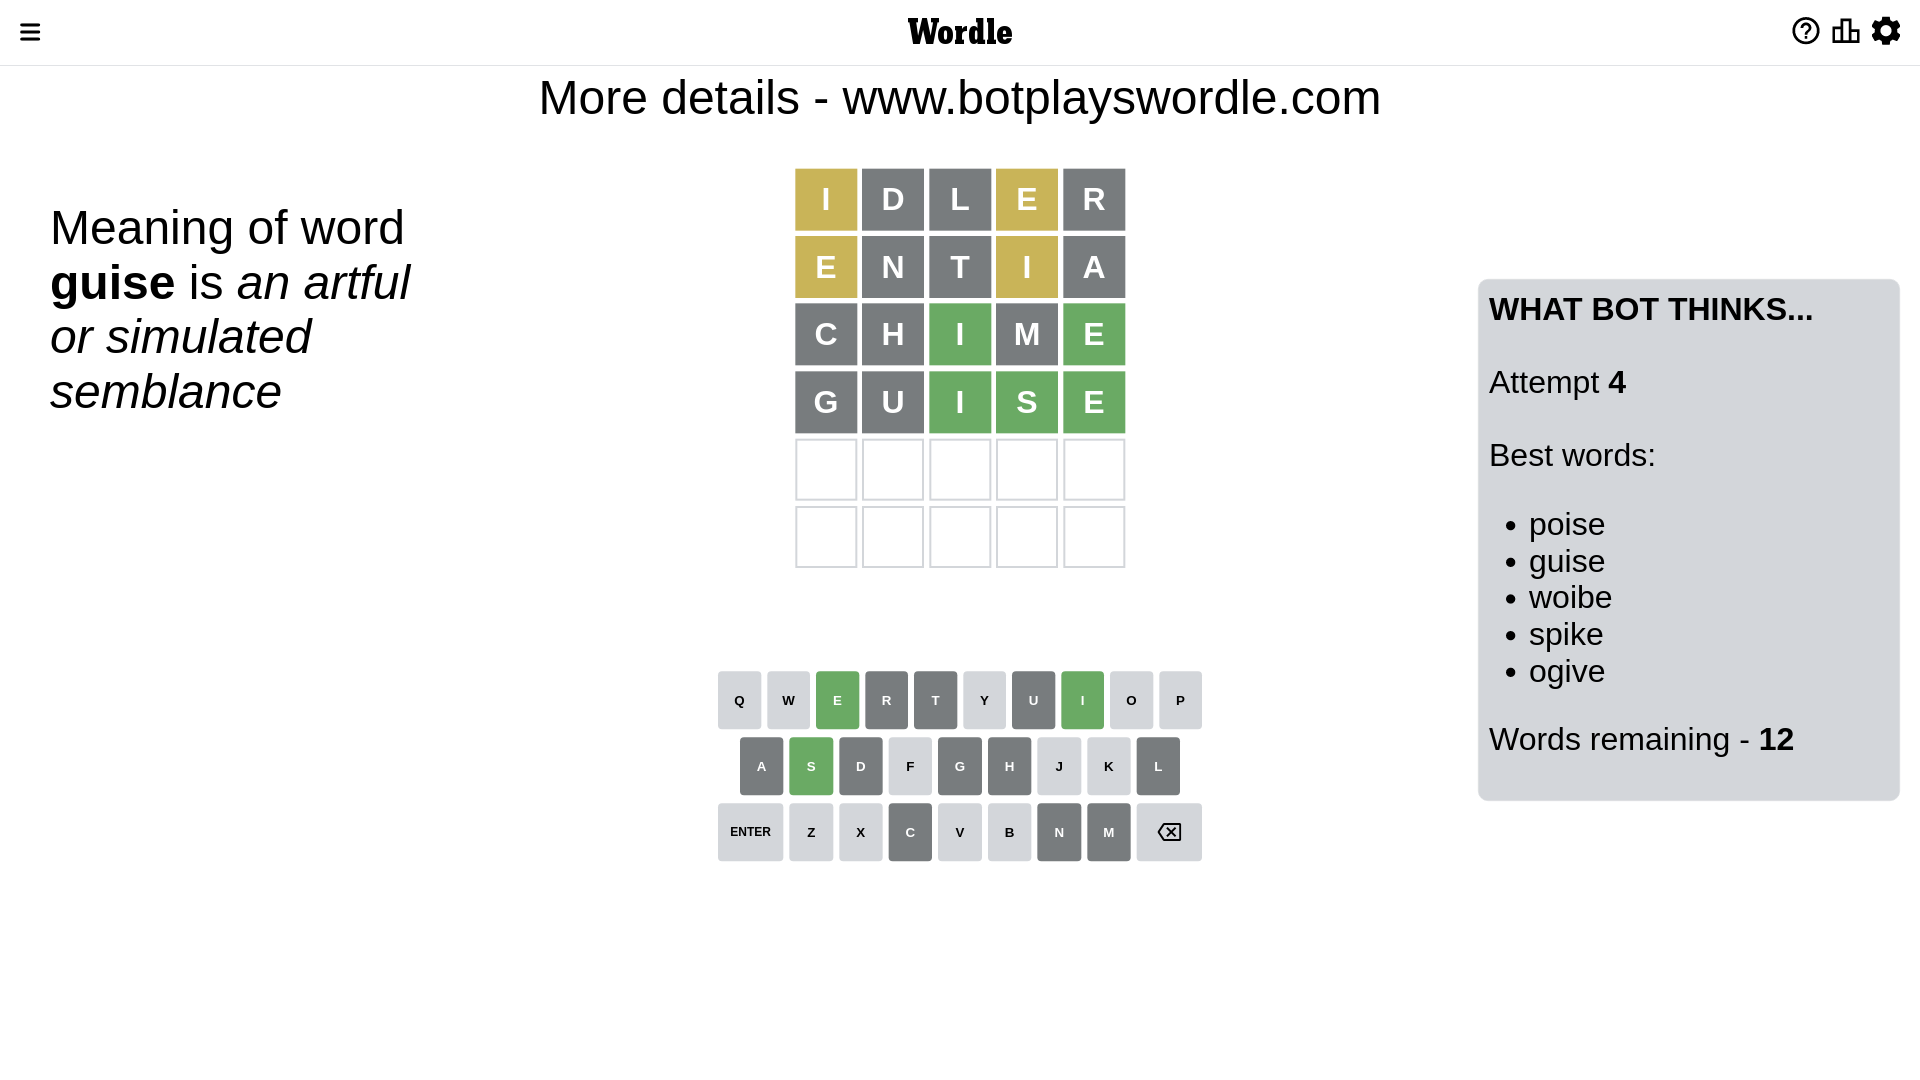 Wordle
More details - www.botplayswordle.com
Meaning of word
guise is an artful
or simulated
semblance
I D L E R
E N T I A
C H I M E
G U I S E
WHAT BOT THINKS...
Attempt 4
Best words:
• poise
• guise
• woibe
• spike
• ogive
Words remaining - 12
Q W E R T Y U I O P
A S D F G H J K L
ENTER Z X C V B N M